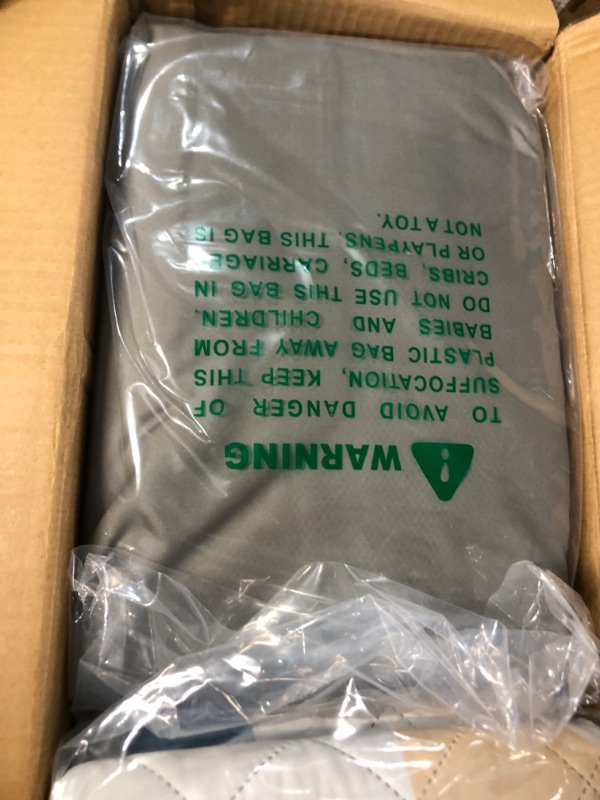 WARNING
TO AVOID DANGER OF
SUFFOCATION, KEEP THIS
PLASTIC BAG AWAY FROM
BABIES AND CHILDREN.
DO NOT USE THIS BAG IN
CRIBS, BEDS, CARRIAGES
OR PLAYPENS. THIS BAG IS
NOT A TOY.